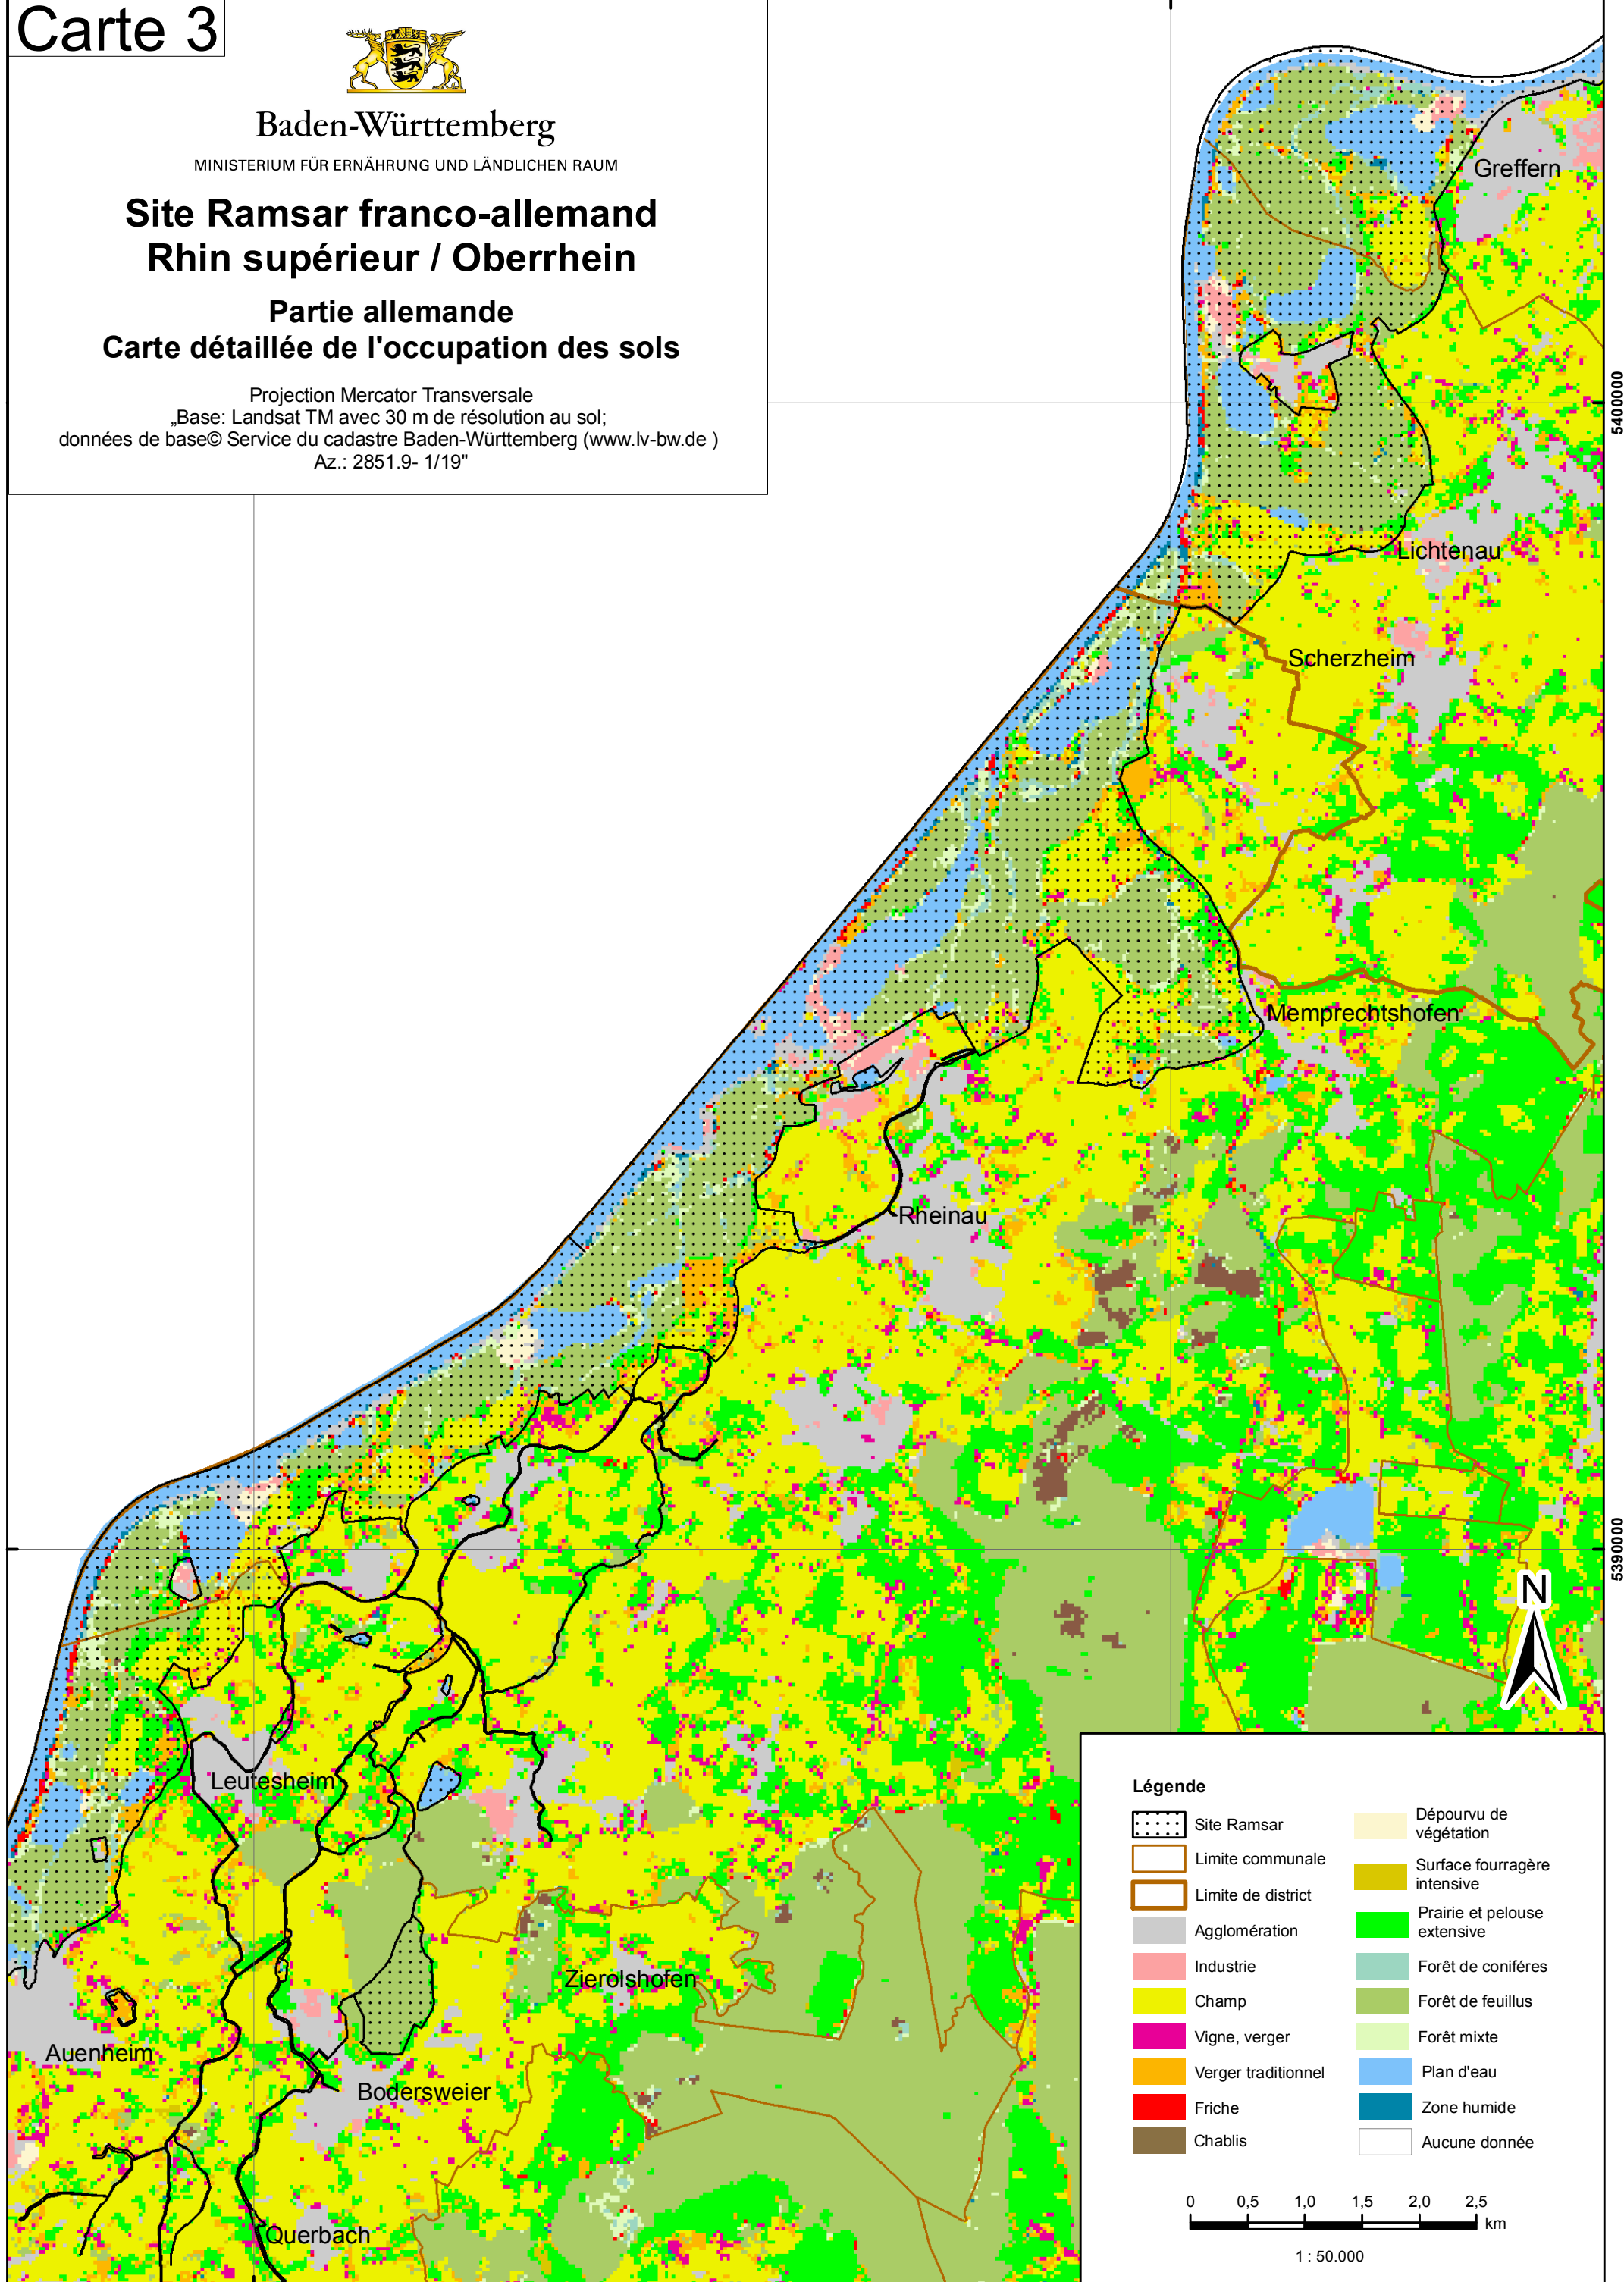 Carte 3
Baden-Württemberg
MINISTERIUM FÜR ERNÄHRUNG UND LÄNDLICHEN RAUM
Site Ramsar franco-allemand
Rhin supérieur / Oberrhein
Partie allemande
Carte détaillée de l'occupation des sols
Projection Mercator Transversale
„Base: Landsat TM avec 30 m de résolution au sol;
données de base© Service du cadastre Baden-Württemberg (www.lv-bw.de )
Az.: 2851.9- 1/19"
Greffern
5400000
Lichtenau
Scherzheim
Memprechtshofen
Rheinau
5390000
N
Leutesheim
Zierolshofen
Auenheim
Bodersweier
Querbach
Légende
Site Ramsar
Limite communale
Limite de district
Agglomération
Industrie
Champ
Vigne, verger
Verger traditionnel
Friche
Chablis
Dépourvu de
végétation
Surface fourragère
intensive
Prairie et pelouse
extensive
Forêt de coniféres
Forêt de feuillus
Forêt mixte
Plan d'eau
Zone humide
Aucune donnée
0 0,5 1,0 1,5 2,0 2,5
km
1 : 50.000